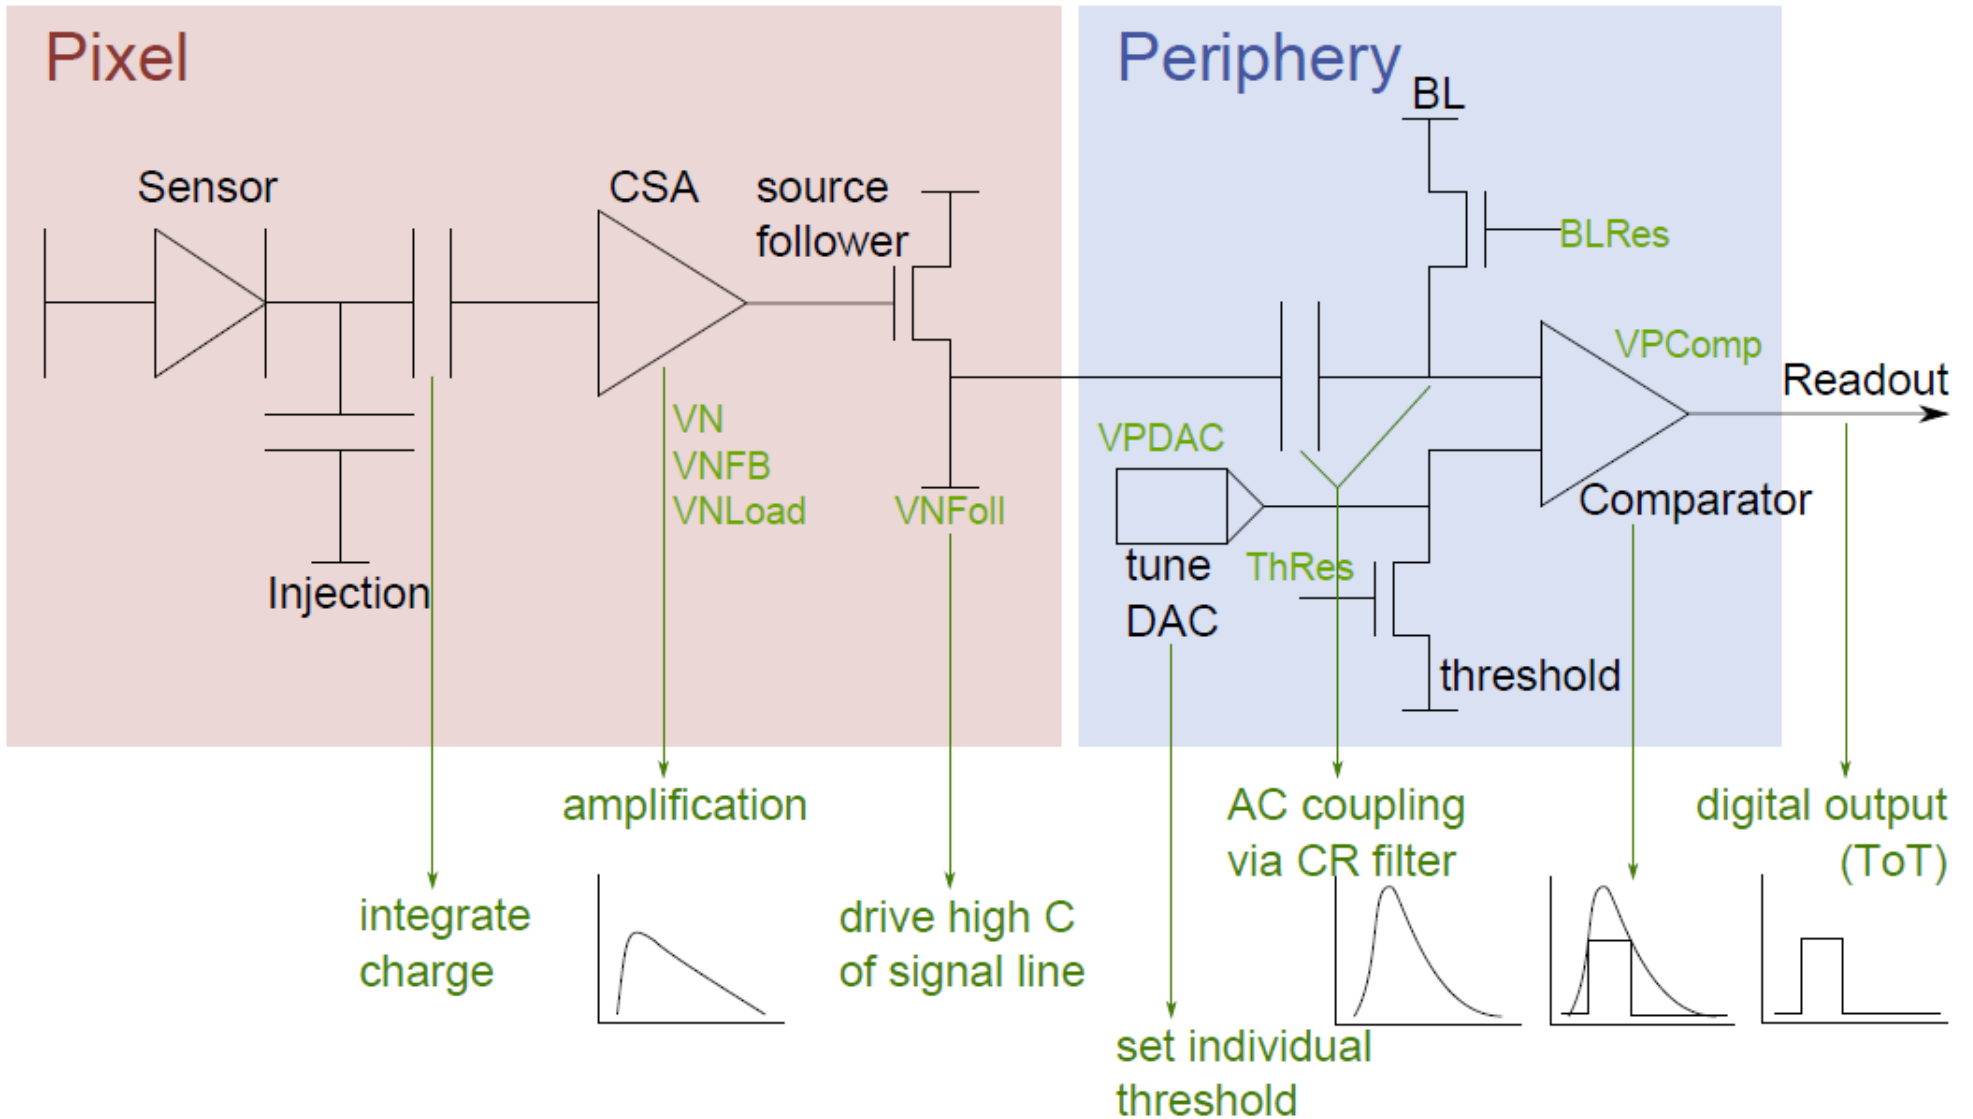 Pixel
Periphery
BL
Sensor
CSA
source
follower
BLRes
VPComp
Readout
VN
VNFB
VNLoad
VNFoll
VPDAC
Comparator
Injection
tune
DAC
ThRes
threshold
amplification
AC coupling
via CR filter
digital output
(ToT)
integrate
charge
drive high C
of signal line
set individual
threshold